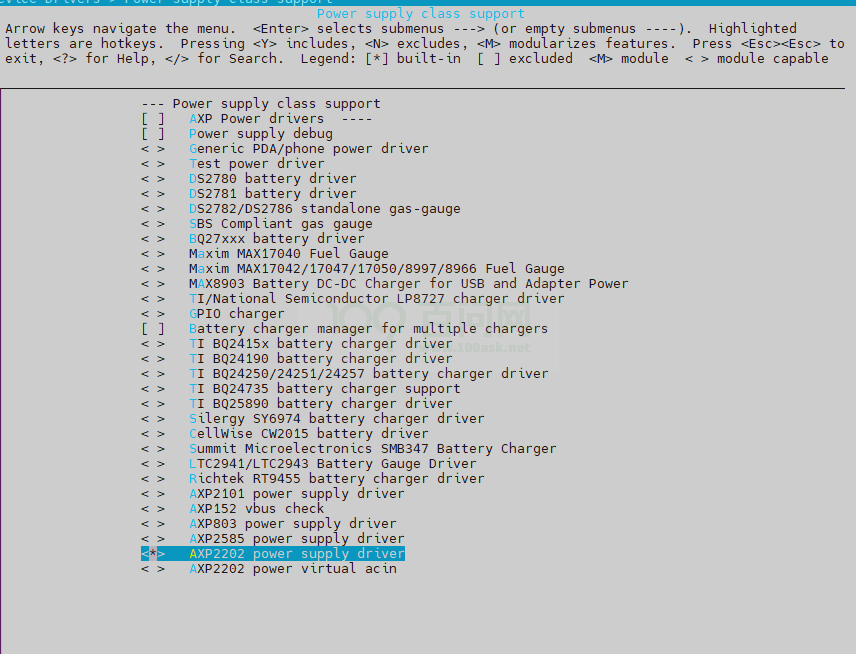 Device Drivers > Power supply class support
Power supply class support
Arrow keys navigate the menu.  <Enter> selects submenus ---> (or empty submenus ----).  Highlighted
letters are hotkeys.  Pressing <Y> includes, <N> excludes, <M> modularizes features.  Press <Esc><Esc> to
exit, <?> for Help, </> for Search.  Legend: [*] built-in  [ ] excluded  <M> module  < > module capable
--- Power supply class support
[ ]   AXP Power drivers  ----
[ ]   Power supply debug
< >   Generic PDA/phone power driver
< >   Test power driver
< >   DS2780 battery driver
< >   DS2781 battery driver
< >   DS2782/DS2786 standalone gas-gauge
< >   SBS Compliant gas gauge
< >   BQ27xxx battery driver
< >   Maxim MAX17040 Fuel Gauge
< >   Maxim MAX17042/17047/17050/8997/8966 Fuel Gauge
< >   MAX8903 Battery DC-DC Charger for USB and Adapter Power
< >   TI/National Semiconductor LP8727 charger driver
< >   GPIO charger
[ ]   Battery charger manager for multiple chargers
< >   TI BQ2415x battery charger driver
< >   TI BQ24190 battery charger driver
< >   TI BQ24250/24251/24257 battery charger driver
< >   TI BQ24735 battery charger support
< >   TI BQ25890 battery charger driver
< >   Silergy SY6974 battery charger driver
< >   CellWise CW2015 battery driver
< >   Summit Microelectronics SMB347 Battery Charger
< >   LTC2941/LTC2943 Battery Gauge Driver
< >   Richtek RT9455 battery charger driver
< >   AXP2101 power supply driver
< >   AXP152 vbus check
< >   AXP803 power supply driver
< >   AXP2585 power supply driver
<*>   AXP2202 power supply driver
< >   AXP2202 power virtual acin
100 百问网
www.100ask.net